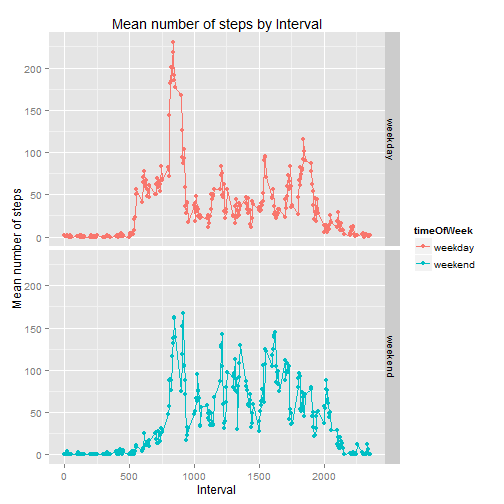 Mean number of steps by Interval
Mean number of steps
200
150
100
50
0
weekday
200
150
100
50
0
weekend
0 500 1000 1500 2000
Interval
timeOfWeek
weekday
weekend